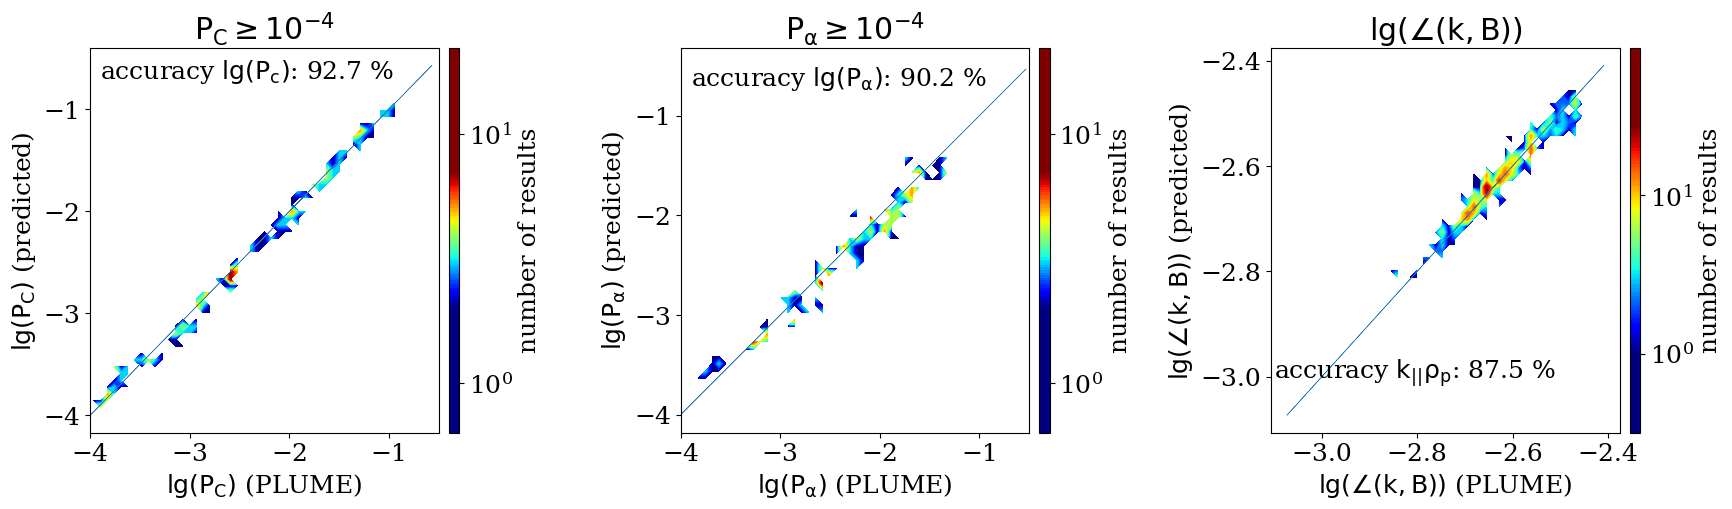 P_C ≥ 10^−4
accuracy lg(P_c): 92.7 %
−1
−2
−3
−4
−4 −3 −2 −1
lg(P_C) (predicted)
lg(P_C) (PLUME)
10^1
10^0
number of results
P_α ≥ 10^−4
accuracy lg(P_α): 90.2 %
−1
−2
−3
−4
−4 −3 −2 −1
lg(P_α) (predicted)
lg(P_α) (PLUME)
10^1
10^0
number of results
lg(∠(k, B))
−2.4
−2.6
−2.8
−3.0
accuracy k_||ρ_p: 87.5 %
−3.0 −2.8 −2.6 −2.4
lg(∠(k, B)) (predicted)
lg(∠(k, B)) (PLUME)
10^1
10^0
number of results